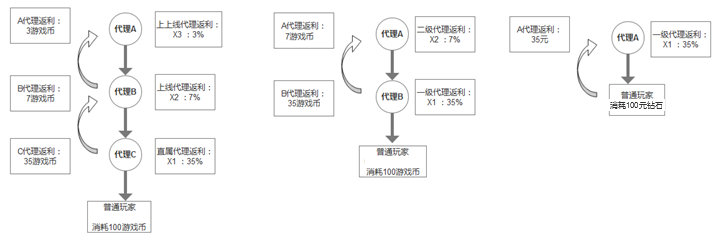 A代理返利：
3游戏币
代理A
上上线代理返利：
X3 ：3%
B代理返利：
7游戏币
代理B
上线代理返利：
X2 ：7%
C代理返利：
35游戏币
代理C
直属代理返利：
X1 ：35%
普通玩家
消耗100游戏币
A代理返利：
7游戏币
代理A
二级代理返利：
X2 ：7%
B代理返利：
35游戏币
代理B
一级代理返利：
X1 ：35%
普通玩家
消耗100游戏币
A代理返利：
35元
代理A
一级代理返利：
X1 ：35%
普通玩家
消耗100元钻石